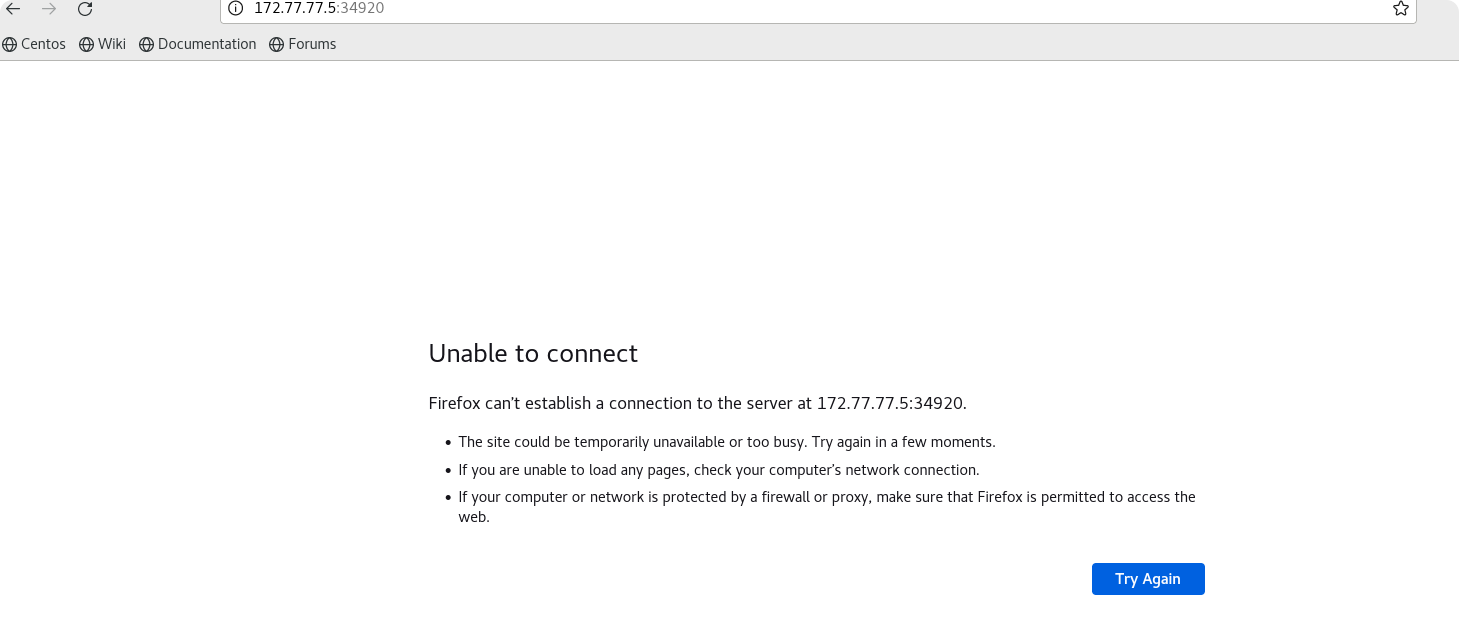 172.77.77.5:34920
Centos Wiki Documentation Forums
Unable to connect
Firefox can’t establish a connection to the server at 172.77.77.5:34920.
• The site could be temporarily unavailable or too busy. Try again in a few moments.
• If you are unable to load any pages, check your computer’s network connection.
• If your computer or network is protected by a firewall or proxy, make sure that Firefox is permitted to access the
web.
Try Again